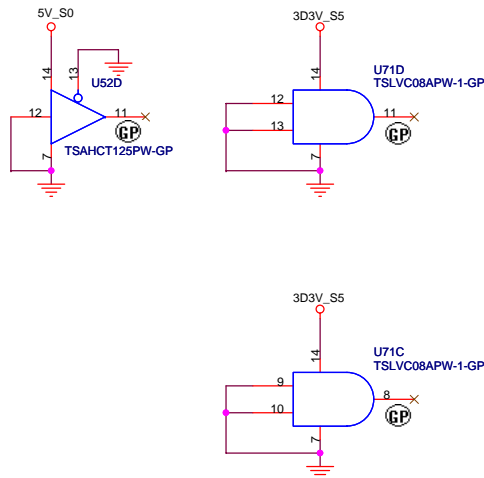 5V_S0
14
13
U52D
12
11
GP
TSAHCT125PW-GP
7
3D3V_S5
14
U71D
TSLVC08APW-1-GP
12
11
13
GP
7
3D3V_S5
14
U71C
TSLVC08APW-1-GP
9
8
10
GP
7